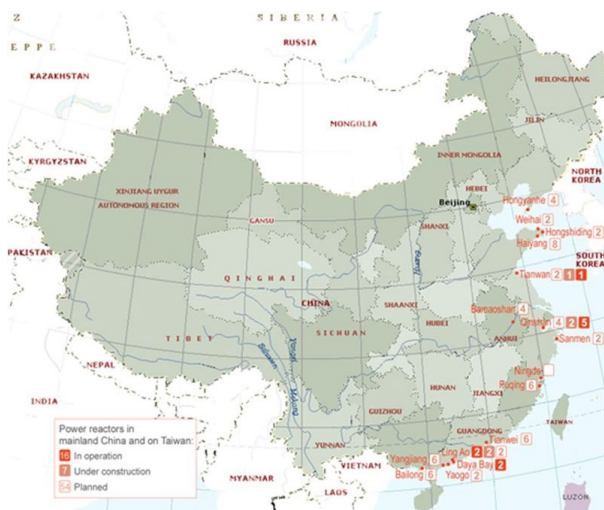 Z
SIBERIA
EPPE
RUSSIA
KAZAKHSTAN
HEILONGJIANG
MONGOLIA
JILIN
KYRGYZSTAN
INNER MONGOLIA
NORTH
KOREA
XINJIANG UYGUR
AUTONOMOUS REGION
HEBEI
Beijing
Hongyanhe 4
GANSU
Weihai 2
SHANXI
Hongshiding 2
Haiyang 8
PAKISTAN
SOUTH
KOREA
QINGHAI
Tianwan 2 1 1
CHINA
SHAANXI
Qinshan 4 2 5
HUBEI
TIBET
SICHUAN
ANHUI
Sanmen 2
NEPAL
Ningde
HUNAN
JIANGXI
Fuqing 6
INDIA
GUIZHOU
TAIWAN
Power reactors in
mainland China and on Taiwan:
16 In operation
7 Under construction
54 Planned
GUANGDONG
YUNNAN
Tianwei 6
Yangjiang 6
Ling Ao 2 2 2
VIETNAM
Daya Bay 2
Bailong 6
Yaogo 2
MYANMAR
LAOS
LUZON